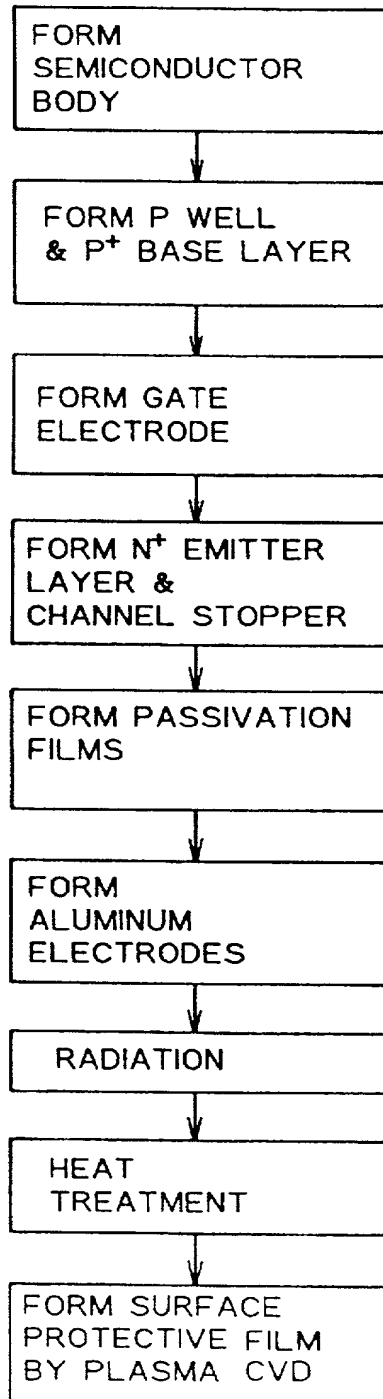 FORM
SEMICONDUCTOR
BODY
FORM P WELL
& P⁺ BASE LAYER
FORM GATE
ELECTRODE
FORM N⁺ EMITTER
LAYER &
CHANNEL STOPPER
FORM PASSIVATION
FILMS
FORM
ALUMINUM
ELECTRODES
RADIATION
HEAT
TREATMENT
FORM SURFACE
PROTECTIVE FILM
BY PLASMA CVD